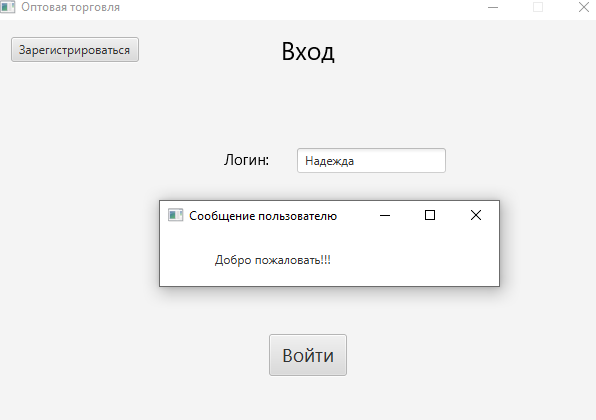 Оптовая торговля
Зарегистрироваться
Вход
Логин:
Надежда
Сообщение пользователю
Добро пожаловать!!!
Войти